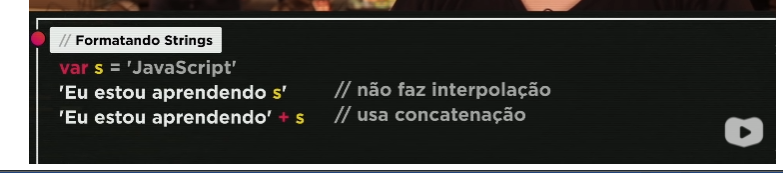 // Formatando Strings
var s = 'JavaScript'
'Eu estou aprendendo s' // não faz interpolação
'Eu estou aprendendo' + s // usa concatenação